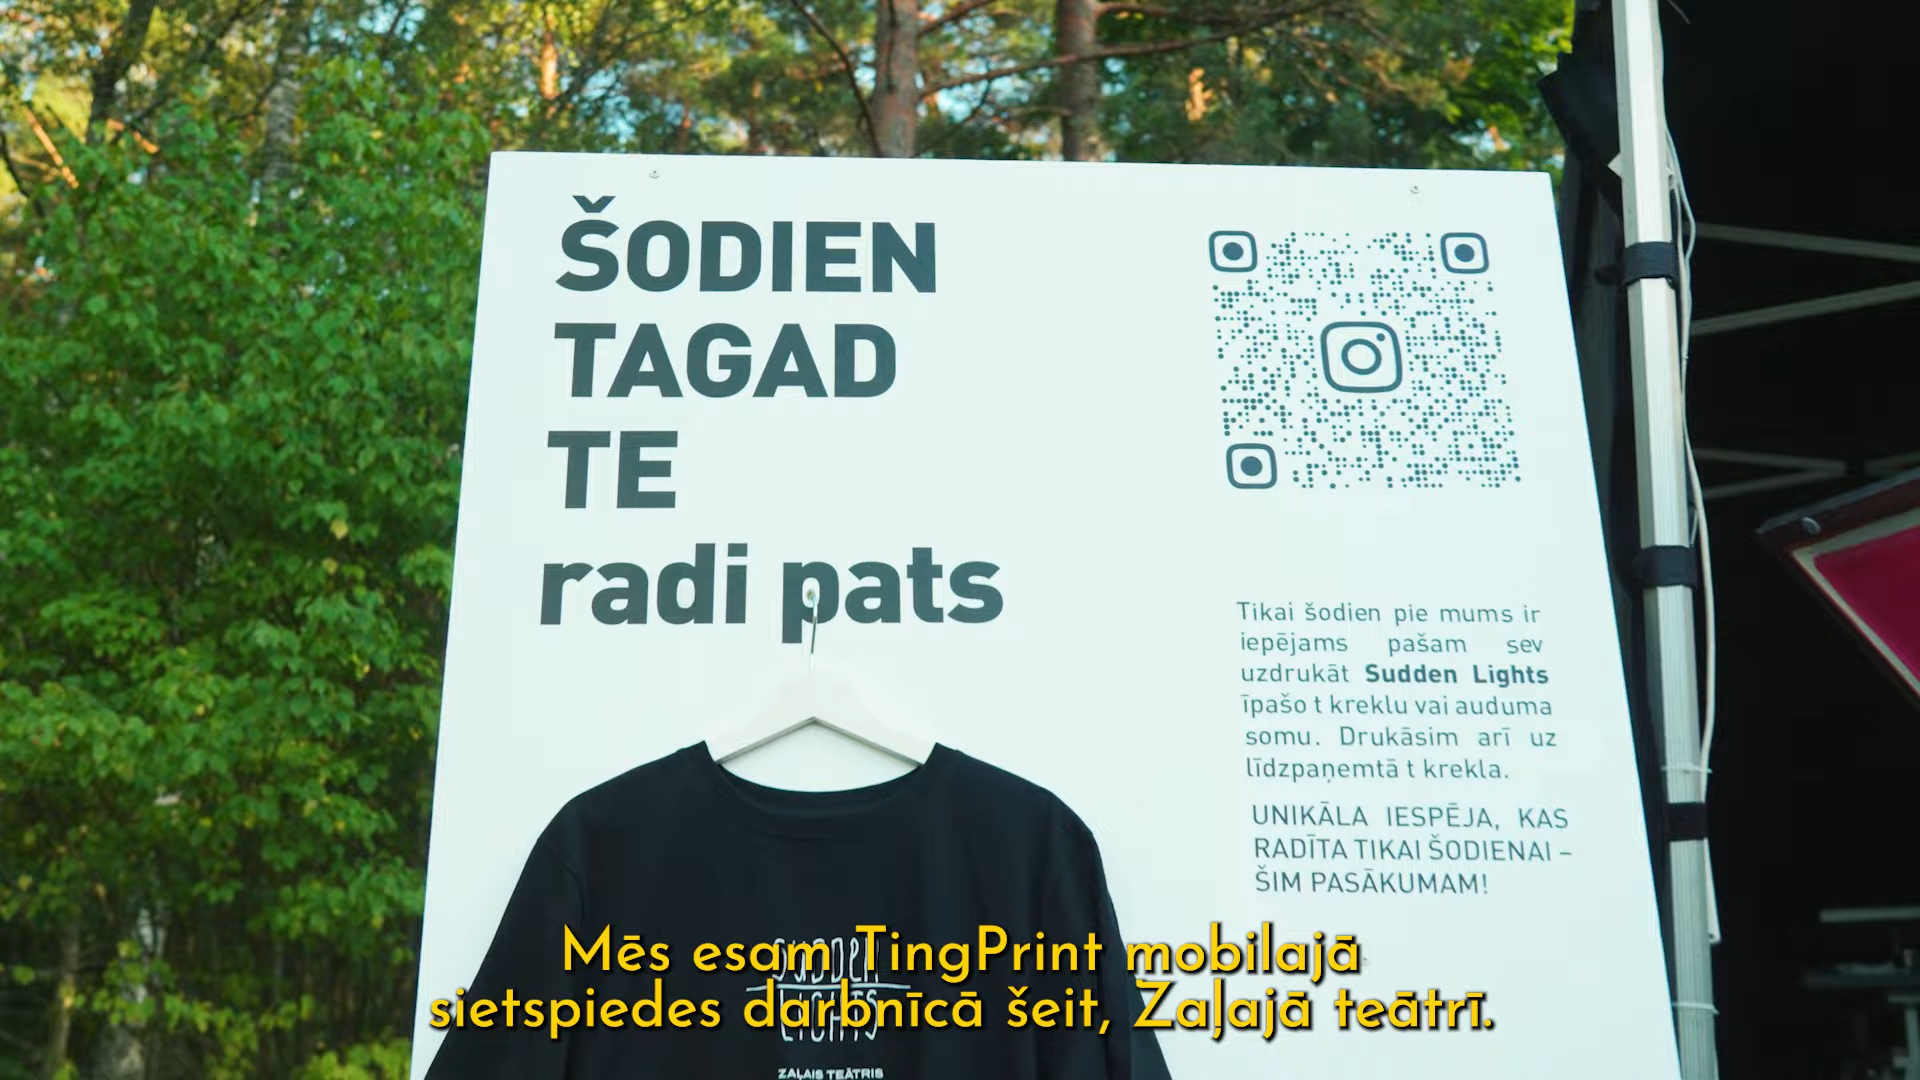 ŠODIEN
TAGAD
TE
radi pats
Tikai šodien pie mums ir
iepējams pašam sev
uzdrukāt Sudden Lights
īpašo t kreklu vai auduma
somu. Drukāsim arī uz
līdzpaņemtā t krekla.
UNIKĀLA IESPĒJA, KAS
RADĪTA TIKAI ŠODIENAI –
ŠIM PASĀKUMAM!
SUDDEN
LIGHTS
ZAĻAIS TEĀTRIS
Mēs esam TingPrint mobilajā
sietspiedes darbnīcā šeit, Zaļajā teātrī.